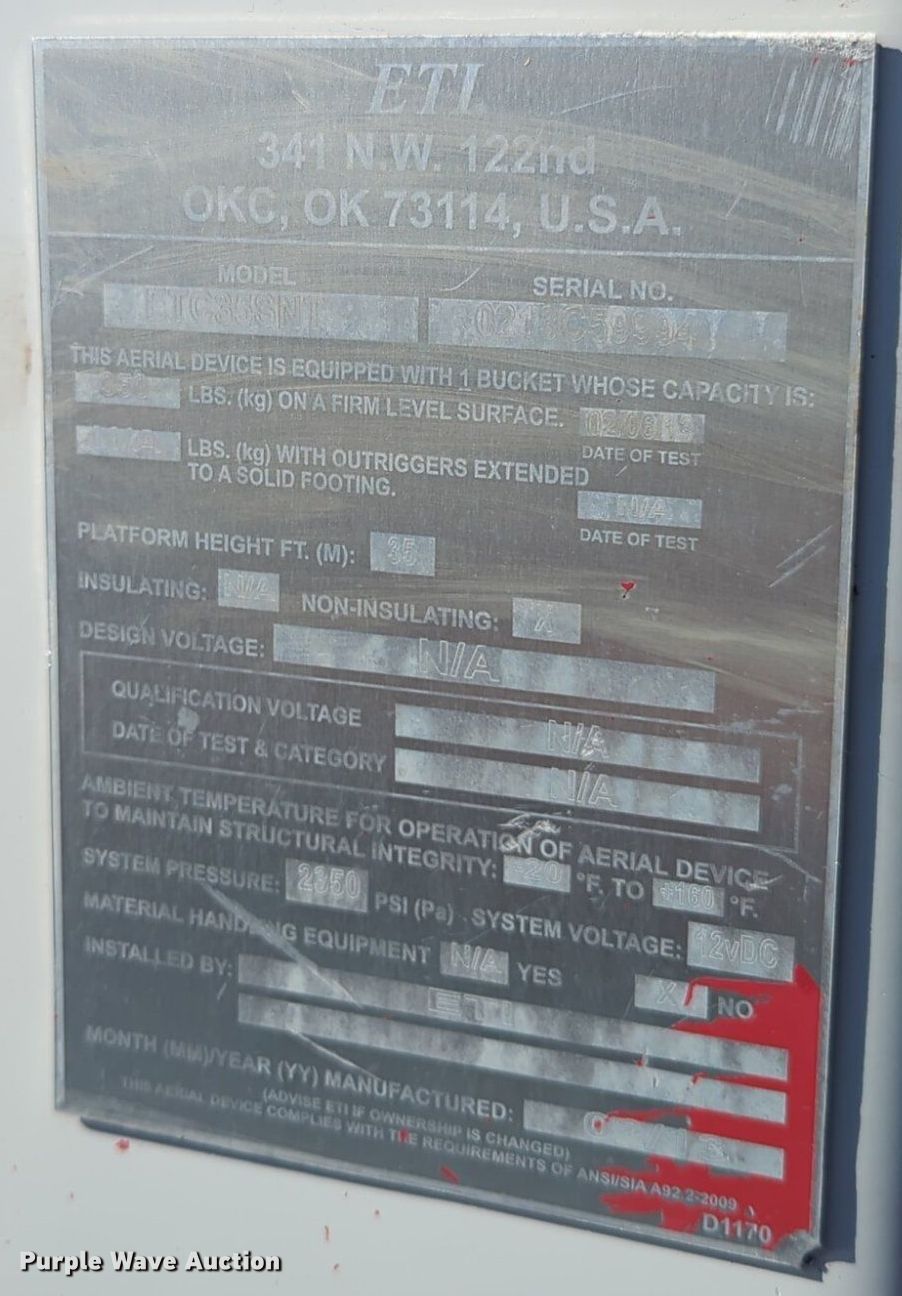 ETI
341 N.W. 122nd
OKC, OK 73114, U.S.A.
MODEL SERIAL NO.
ETC35SNT
THIS AERIAL DEVICE IS EQUIPPED WITH 1 BUCKET WHOSE CAPACITY IS:
350 LBS. (kg) ON A FIRM LEVEL SURFACE.
DATE OF TEST
N/A LBS. (kg) WITH OUTRIGGERS EXTENDED
TO A SOLID FOOTING.
N/A
DATE OF TEST
PLATFORM HEIGHT FT. (M): 35
INSULATING: N/A NON-INSULATING: X
DESIGN VOLTAGE: N/A
QUALIFICATION VOLTAGE N/A
DATE OF TEST & CATEGORY N/A
AMBIENT TEMPERATURE FOR OPERATION OF AERIAL DEVICE
TO MAINTAIN STRUCTURAL INTEGRITY: -20 °F. TO +160 °F.
SYSTEM PRESSURE: 2350 PSI (Pa) SYSTEM VOLTAGE: 12vDC
MATERIAL HANDLING EQUIPMENT N/A YES X NO
INSTALLED BY: ETI
MONTH (MM)/YEAR (YY) MANUFACTURED:
(ADVISE ETI IF OWNERSHIP IS CHANGED)
THIS AERIAL DEVICE COMPLIES WITH THE REQUIREMENTS OF ANSI/SIA A92.2-2009
D1170
Purple Wave Auction